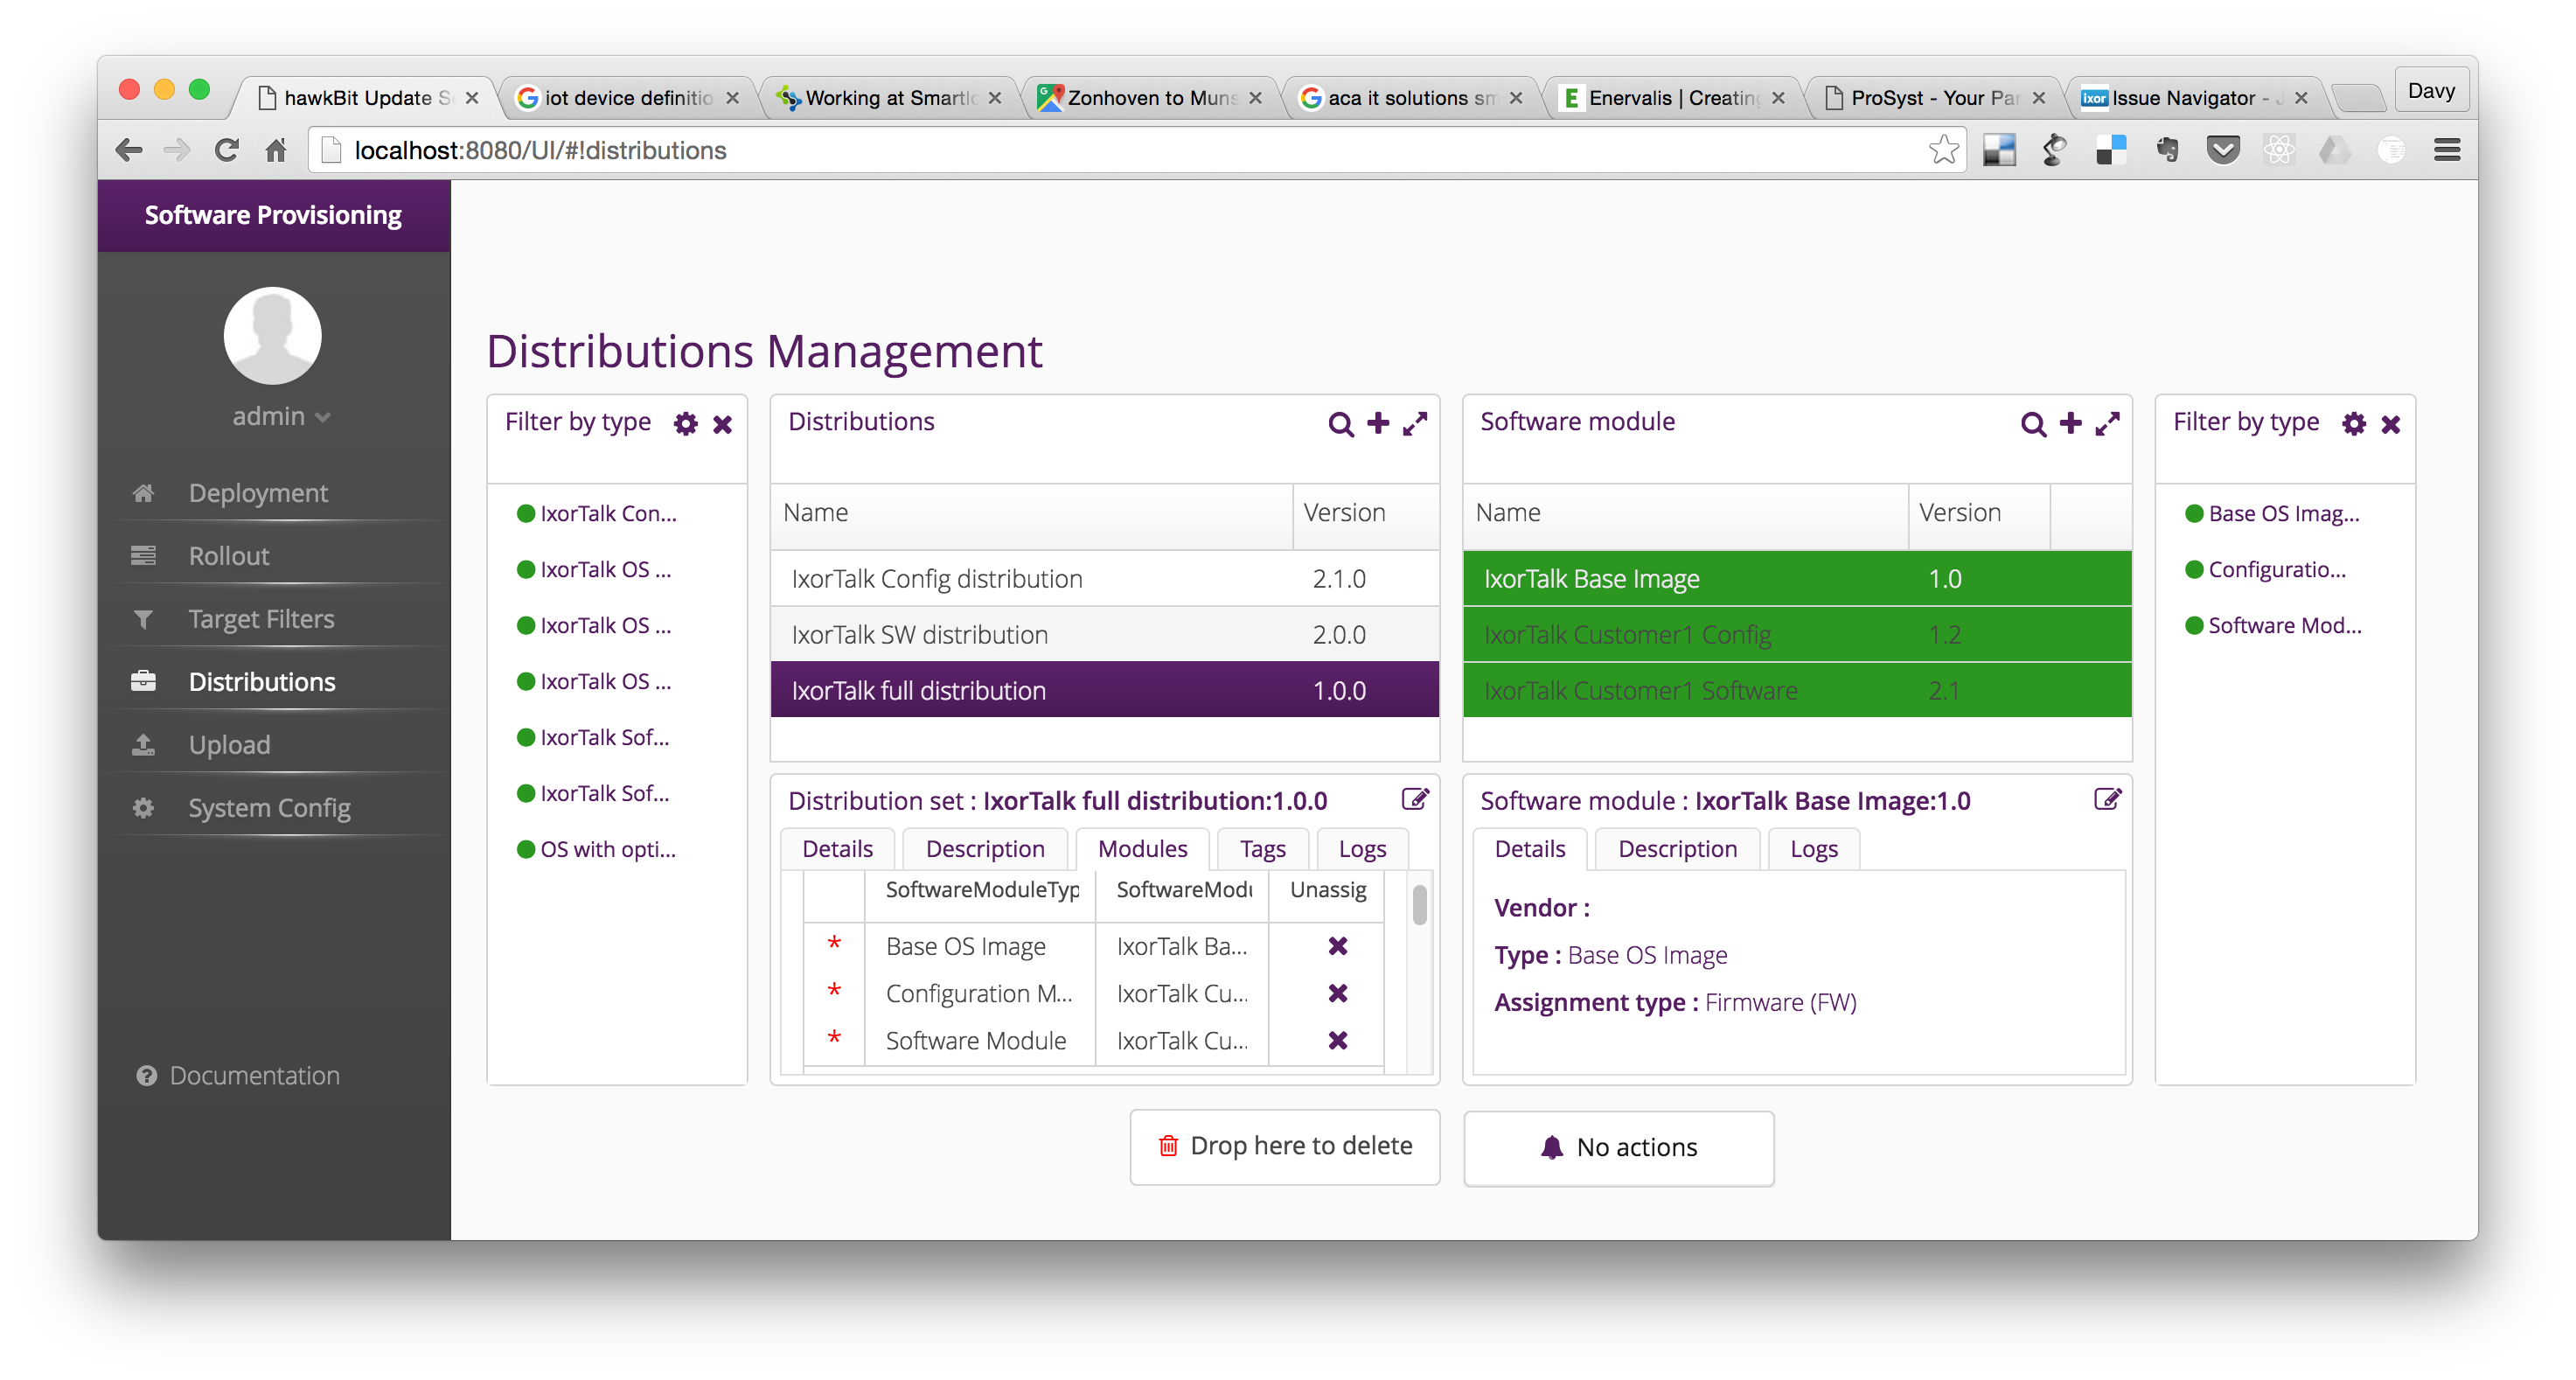 hawkBit Update S
iot device definitio
Working at Smartl
Zonhoven to Muns
aca it solutions sm
E
Enervalis | Creating
ProSyst - Your Par
ixor
Issue Navigator - J
Davy
localhost:8080/UI/#!distributions
Software Provisioning
admin
Deployment
Rollout
Target Filters
Distributions
Upload
System Config
Documentation
Distributions Management
Filter by type
IxorTalk Con...
IxorTalk OS ...
IxorTalk OS ...
IxorTalk OS ...
IxorTalk Sof...
IxorTalk Sof...
OS with opti...
Distributions
Name Version
IxorTalk Config distribution 2.1.0
IxorTalk SW distribution 2.0.0
IxorTalk full distribution 1.0.0
Distribution set : IxorTalk full distribution:1.0.0
Details Description Modules Tags Logs
SoftwareModuleTyp SoftwareModu Unassig
* Base OS Image IxorTalk Ba...
* Configuration M... IxorTalk Cu...
* Software Module IxorTalk Cu...
Drop here to delete
Software module
Name Version
IxorTalk Base Image 1.0
IxorTalk Customer1 Config 1.2
IxorTalk Customer1 Software 2.1
Software module : IxorTalk Base Image:1.0
Details Description Logs
Vendor :
Type : Base OS Image
Assignment type : Firmware (FW)
No actions
Filter by type
Base OS Imag...
Configuratio...
Software Mod...